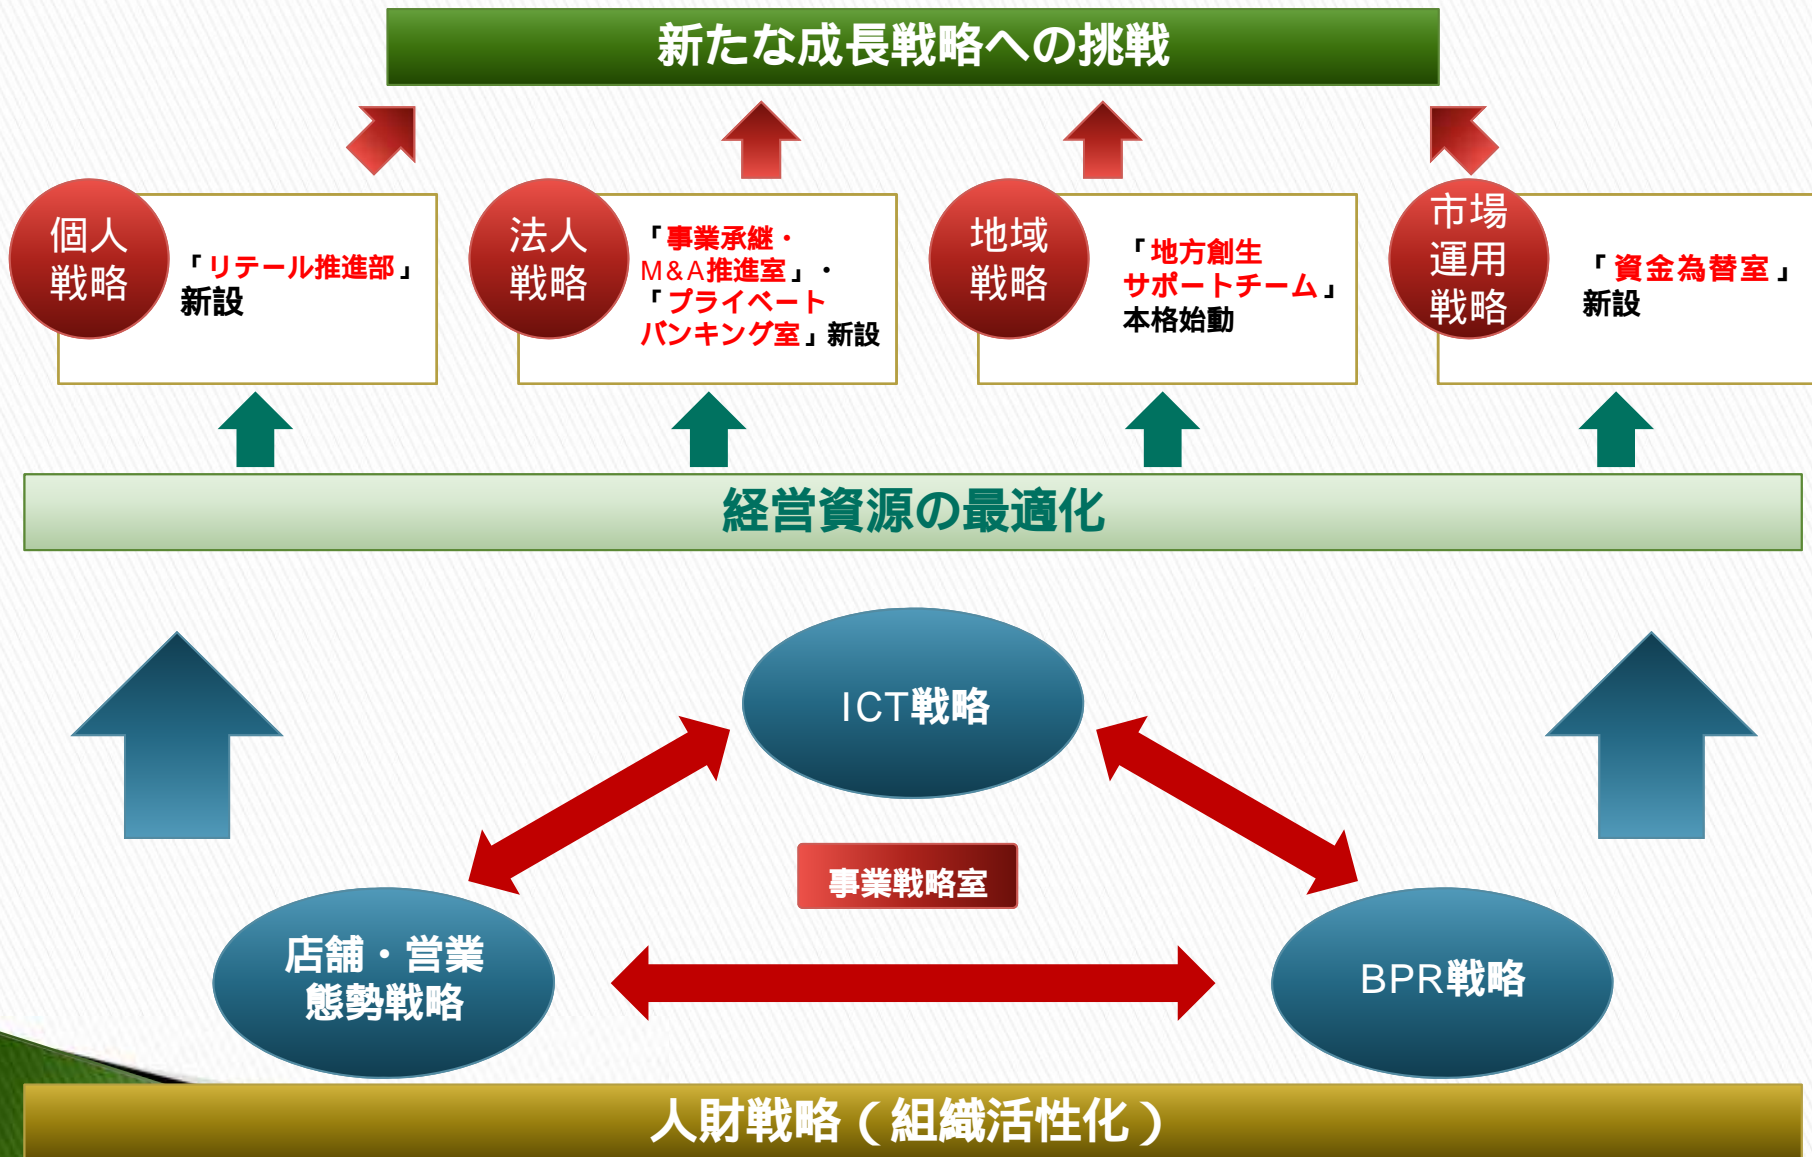 新たな成長戦略への挑戦
個人
戦略
「リテール推進部」
新設
法人
戦略
「事業承継・
M&A推進室」・
「プライベート
バンキング室」新設
地域
戦略
「地方創生
サポートチーム」
本格始動
市場
運用
戦略
「資金為替室」
新設
経営資源の最適化
ICT戦略
事業戦略室
店舗・営業
態勢戦略
BPR戦略
人財戦略(組織活性化)